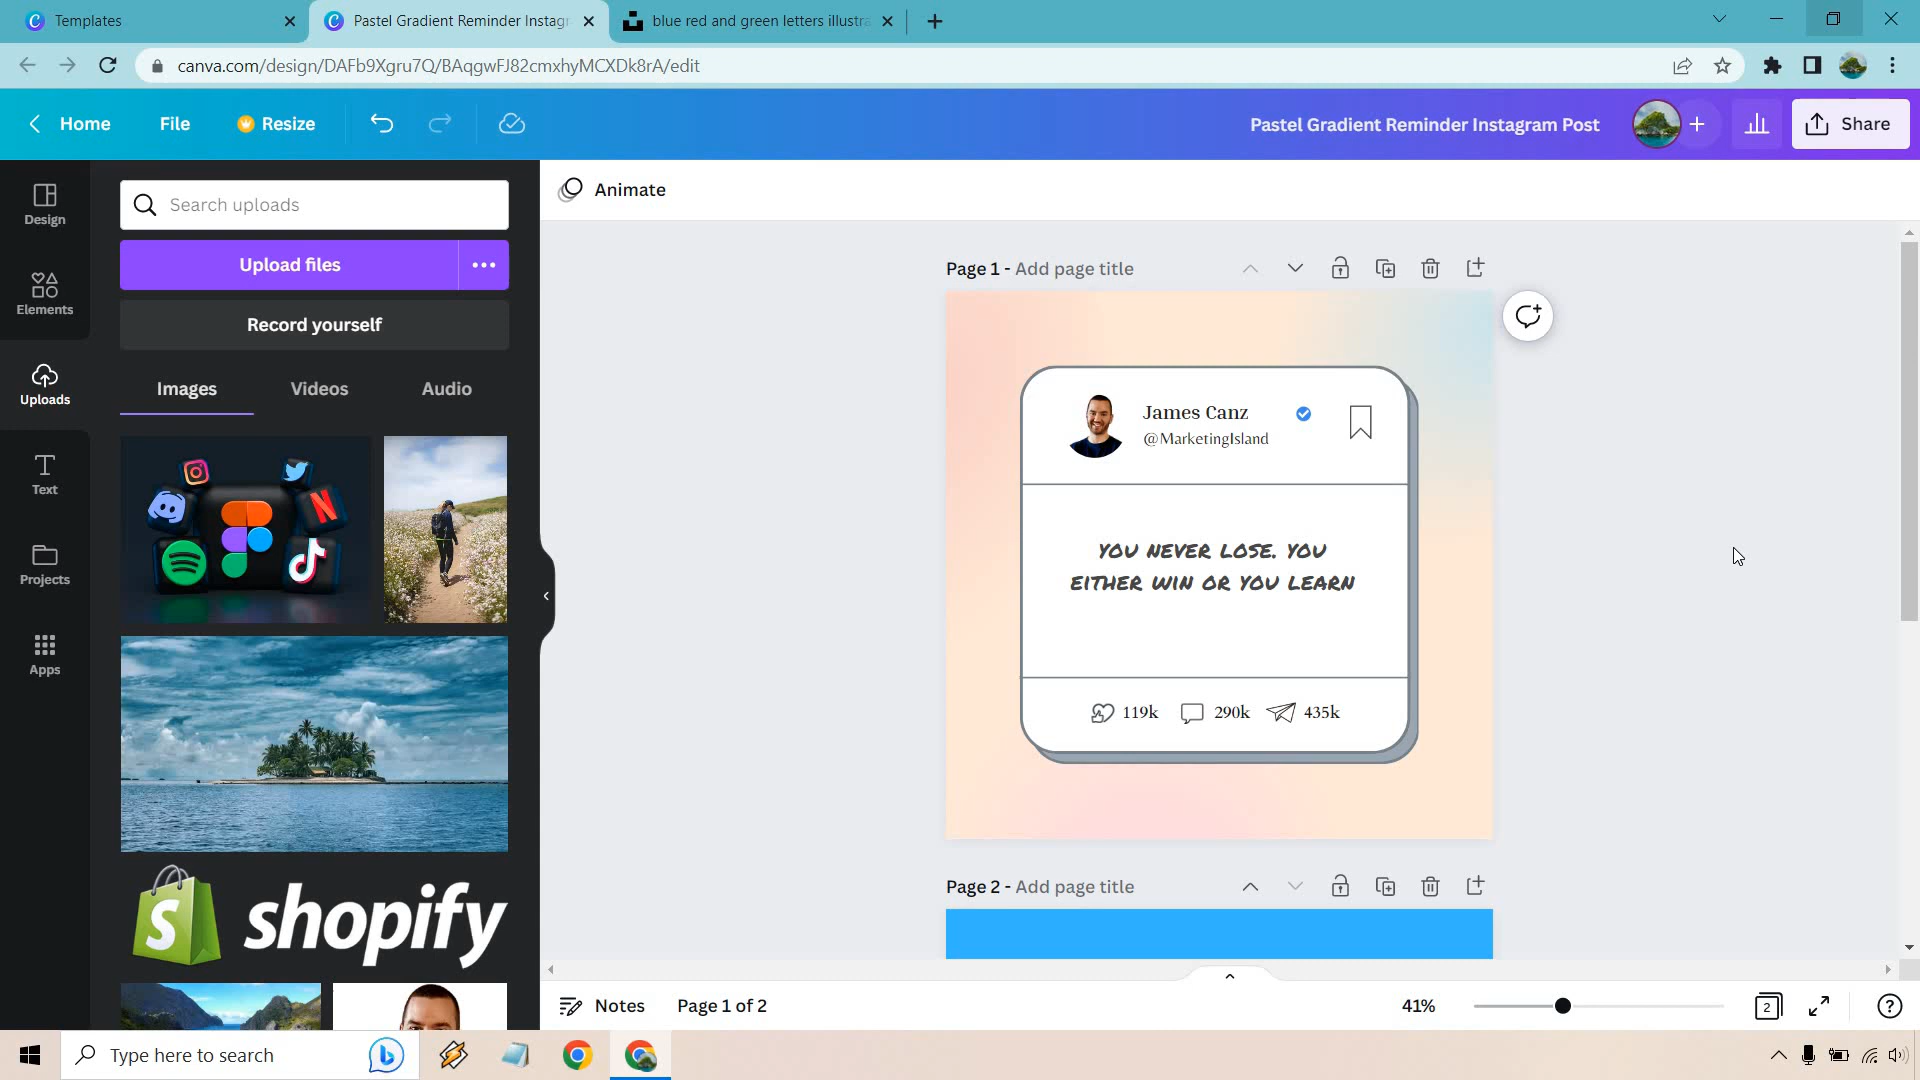 Templates
Pastel Gradient Reminder Instagr
blue red and green letters illustra
canva.com/design/DAFb9Xgru7Q/BAqgwFJ82cmxhyMCXDk8rA/edit
Home
File
Resize
Pastel Gradient Reminder Instagram Post
Share
Design
Elements
Uploads
Text
Projects
Apps
Search uploads
Upload files
Record yourself
Images
Videos
Audio
shopify
Animate
Page 1 - Add page title
James Canz
@MarketingIsland
YOU NEVER LOSE. YOU
EITHER WIN OR YOU LEARN
119k
290k
435k
Page 2 - Add page title
Notes
Page 1 of 2
41%
2
Type here to search